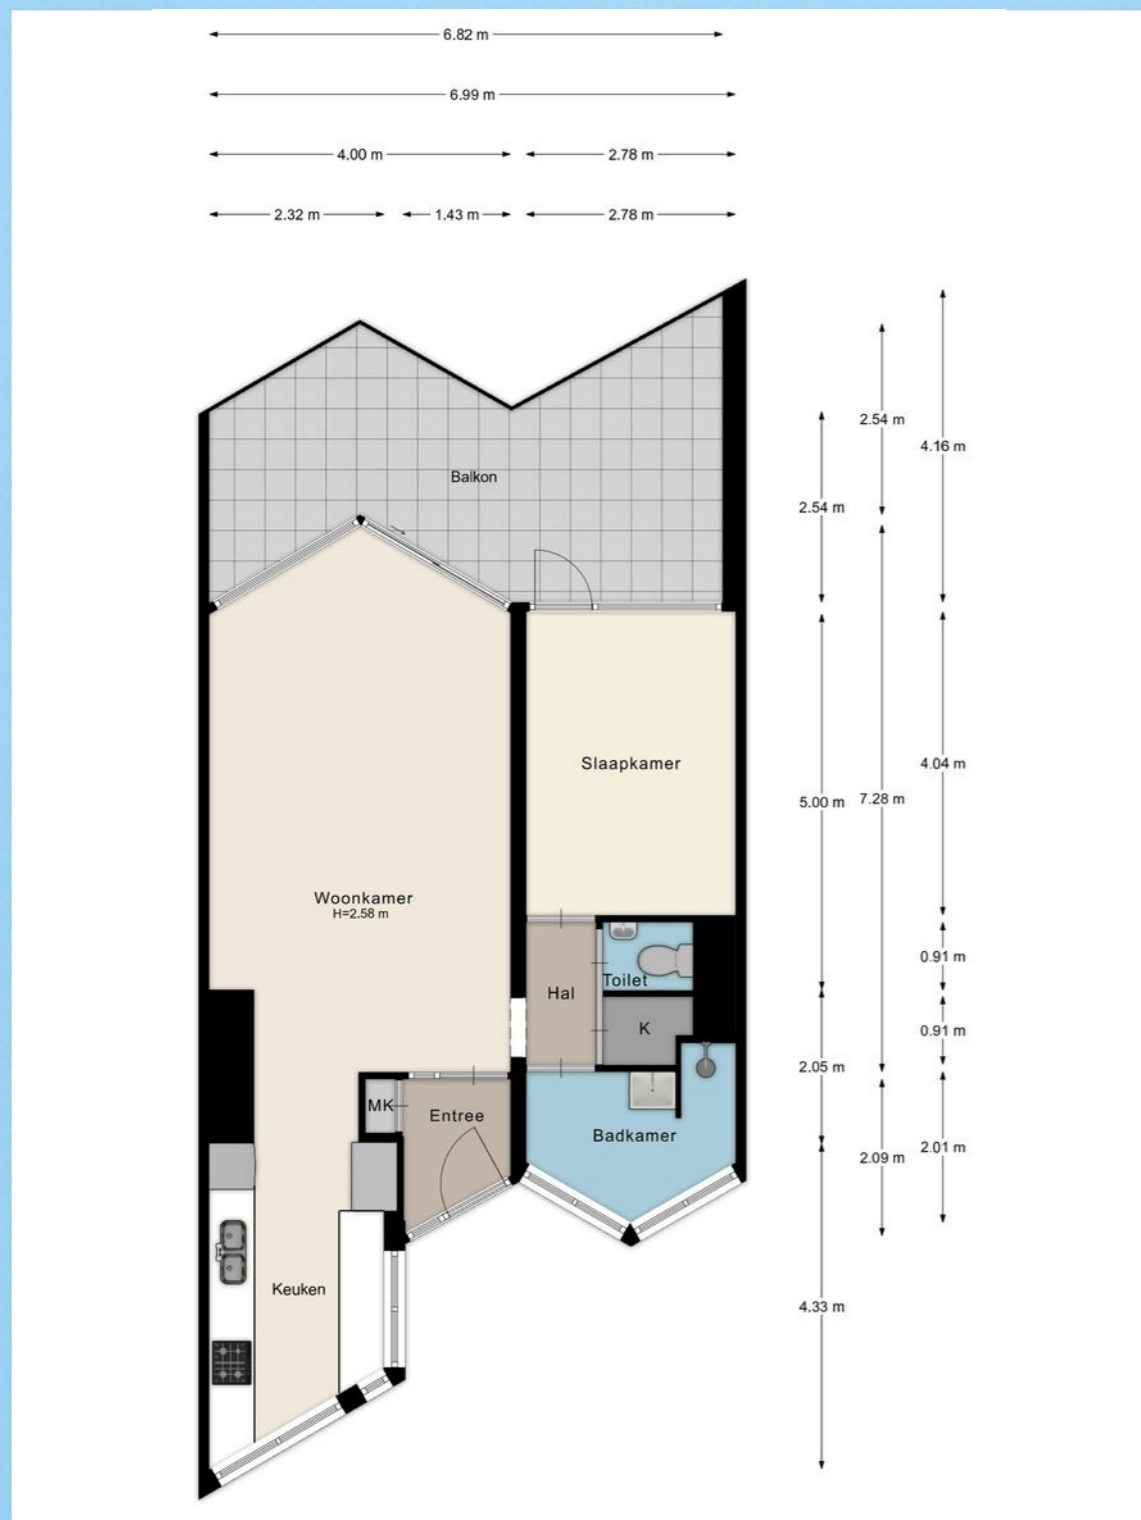 6.82 m
6.99 m
4.00 m
2.78 m
2.32 m
1.43 m
2.78 m
2.54 m
4.16 m
Balkon
2.54 m
Slaapkamer
4.04 m
5.00 m
7.28 m
Woonkamer
H=2.58 m
0.91 m
Toilet
Hal
K
0.91 m
2.05 m
MK
Entree
Badkamer
2.09 m
2.01 m
Keuken
4.33 m